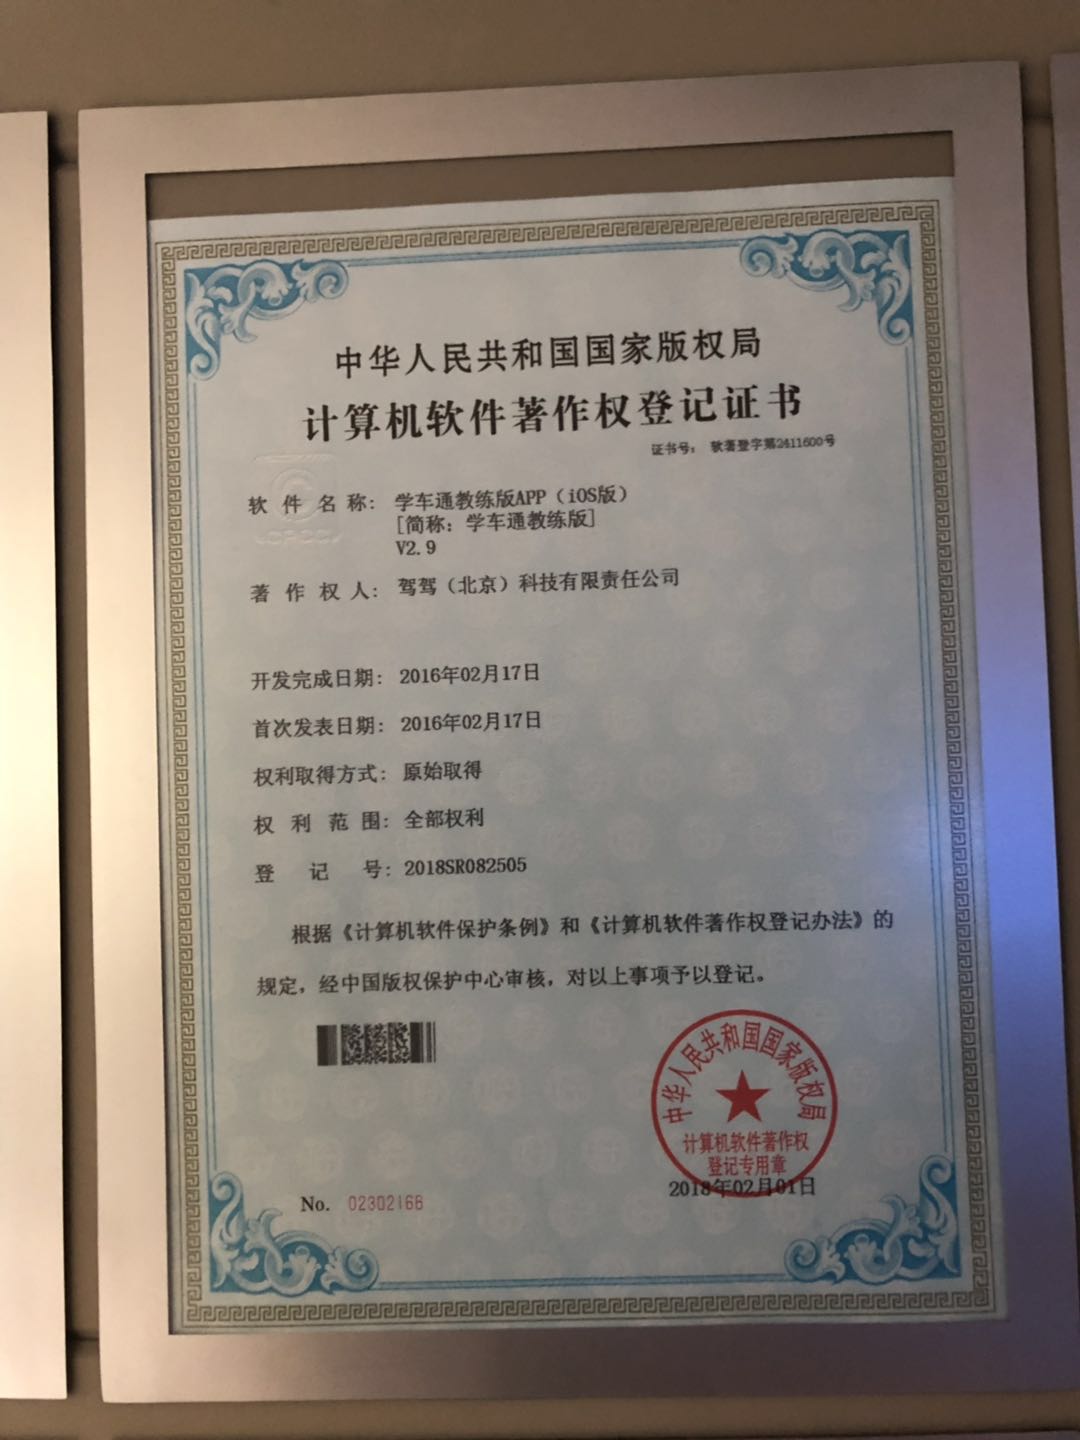 中华人民共和国国家版权局
计算机软件著作权登记证书
证书号： 软著登字第2411600号
软件名称： 学车通教练版APP（iOS版）
[简称：学车通教练版]
V2.9
著作权人： 驾驾（北京）科技有限责任公司
开发完成日期： 2016年02月17日
首次发表日期： 2016年02月17日
权利取得方式： 原始取得
权利范围： 全部权利
登记号： 2018SR082505
根据《计算机软件保护条例》和《计算机软件著作权登记办法》的
规定，经中国版权保护中心审核，对以上事项予以登记。
中华人民共和国国家版权局
计算机软件著作权
登记专用章
2018年02月01日
No. 02302168
CPCC